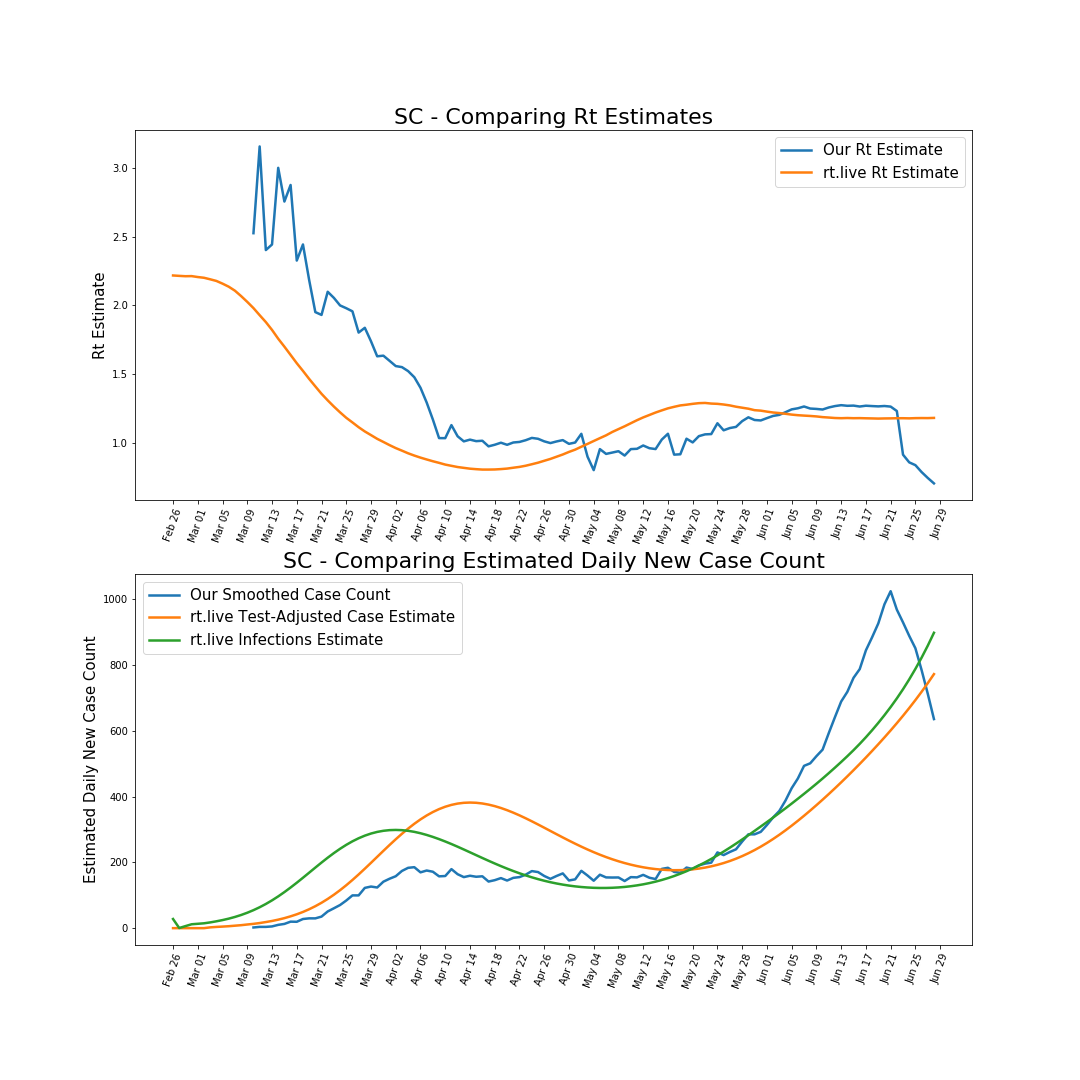 SC - Comparing Rt Estimates
Our Rt Estimate
rt.live Rt Estimate
Rt Estimate
3.0
2.5
2.0
1.5
1.0
Feb 26 Mar 01 Mar 05 Mar 09 Mar 13 Mar 17 Mar 21 Mar 25 Mar 29 Apr 02 Apr 06 Apr 10 Apr 14 Apr 18 Apr 22 Apr 26 Apr 30 May 04 May 08 May 12 May 16 May 20 May 24 May 28 Jun 01 Jun 05 Jun 09 Jun 13 Jun 17 Jun 21 Jun 25 Jun 29
SC - Comparing Estimated Daily New Case Count
Our Smoothed Case Count
rt.live Test-Adjusted Case Estimate
rt.live Infections Estimate
Estimated Daily New Case Count
1000
800
600
400
200
0
Feb 26 Mar 01 Mar 05 Mar 09 Mar 13 Mar 17 Mar 21 Mar 25 Mar 29 Apr 02 Apr 06 Apr 10 Apr 14 Apr 18 Apr 22 Apr 26 Apr 30 May 04 May 08 May 12 May 16 May 20 May 24 May 28 Jun 01 Jun 05 Jun 09 Jun 13 Jun 17 Jun 21 Jun 25 Jun 29